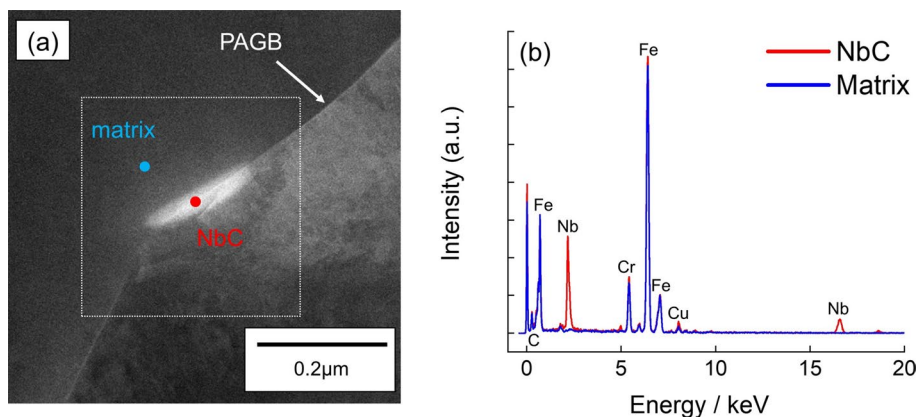 (a)
PAGB
matrix
NbC
0.2μm
(b)
NbC
Matrix
Fe
Fe
Nb
Cr
Fe
Cu
Nb
C
0
5
10
15
20
Intensity (a.u.)
Energy / keV